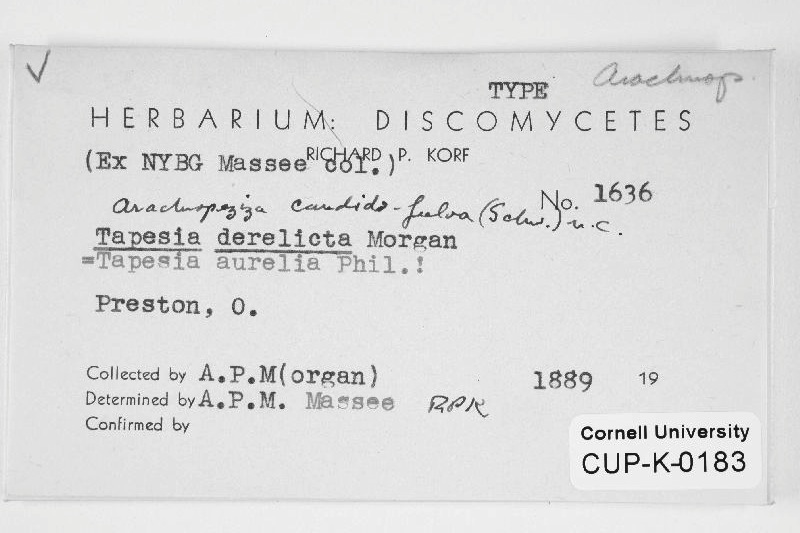 ✓ Arachnop.
TYPE
HERBARIUM: DISCOMYCETES
RICHARD P. KORF
(Ex NYBG Massee col.)
No. 1636
Arachnopeziza candido-fulva (Schw.) n.c.
Tapesia derelicta Morgan
=Tapesia aurelia Phil.!
Preston, O.
Collected by A.P.M(organ) 1889 19
Determined by A.P.M. Massee RPK
Confirmed by
Cornell University
CUP-K-0183